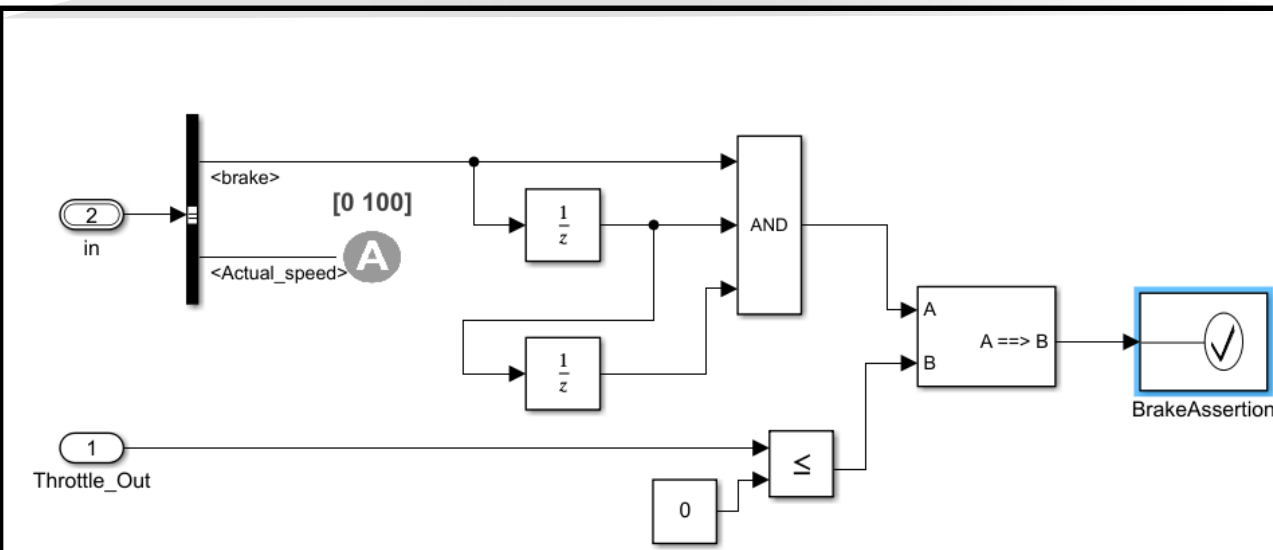 <brake>
[0 100]
1
z
AND
2
in
A
<Actual_speed>
A
A ==> B
B
1
z
BrakeAssertion
1
Throttle_Out
≤
0